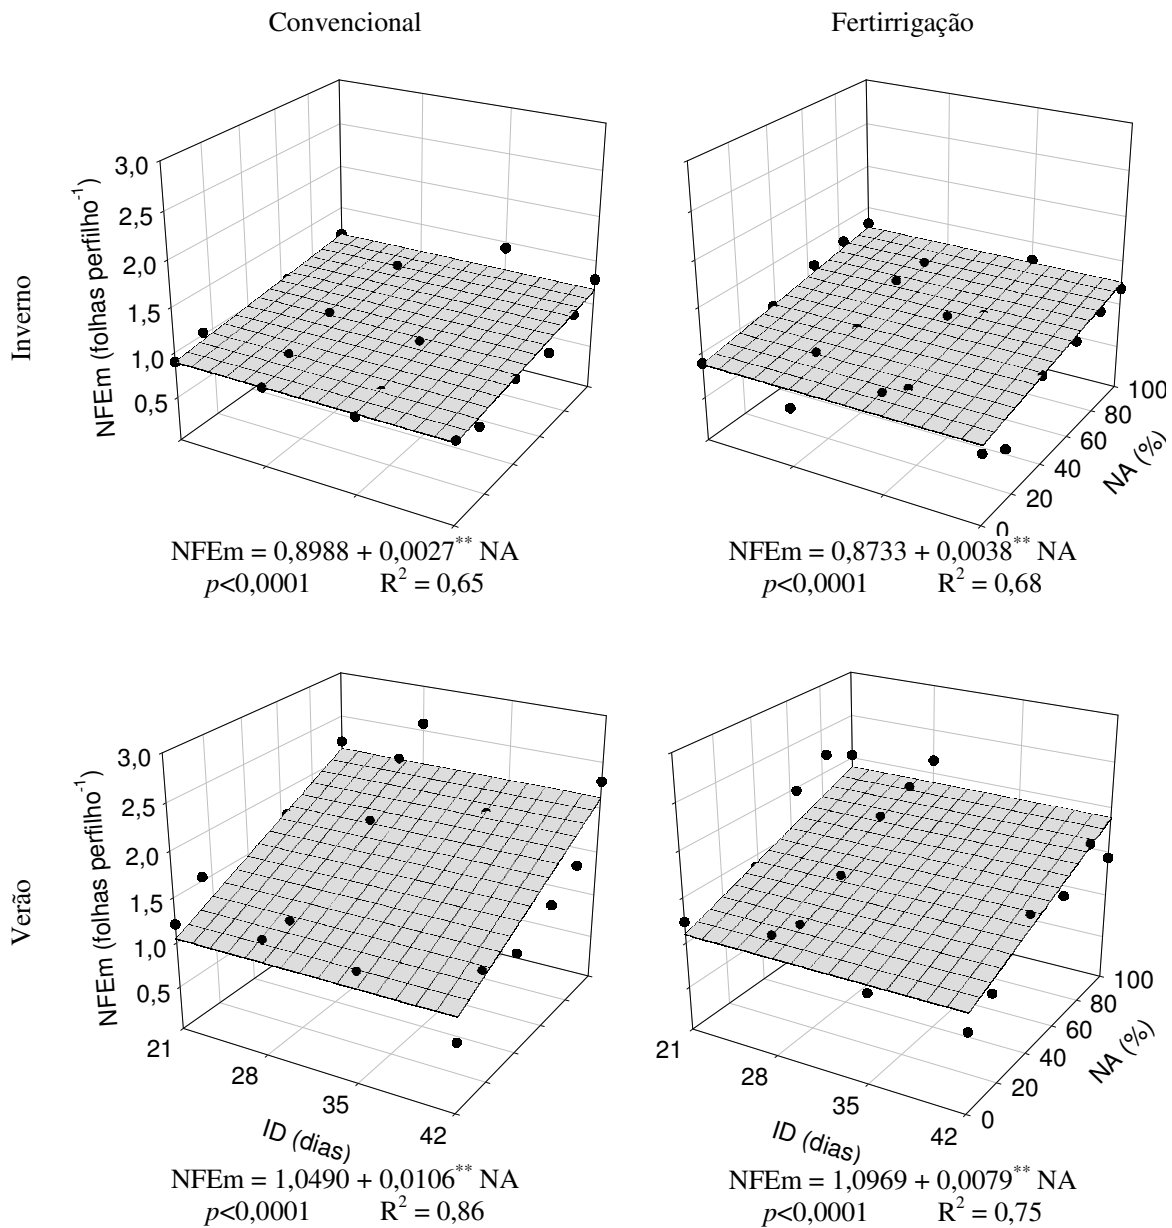 Convencional
Fertirrigação
Inverno
NFEm (folhas perfilho⁻¹)
3,0
2,5
2,0
1,5
1,0
0,5
100
80
60
40
20
0
NA (%)
NFEm = 0,8988 + 0,0027** NA
p<0,0001 R² = 0,65
NFEm = 0,8733 + 0,0038** NA
p<0,0001 R² = 0,68
Verão
NFEm (folhas perfilho⁻¹)
3,0
2,5
2,0
1,5
1,0
0,5
21
28
35
42
ID (dias)
21
28
35
42
ID (dias)
100
80
60
40
20
0
NA (%)
NFEm = 1,0490 + 0,0106** NA
p<0,0001 R² = 0,86
NFEm = 1,0969 + 0,0079** NA
p<0,0001 R² = 0,75